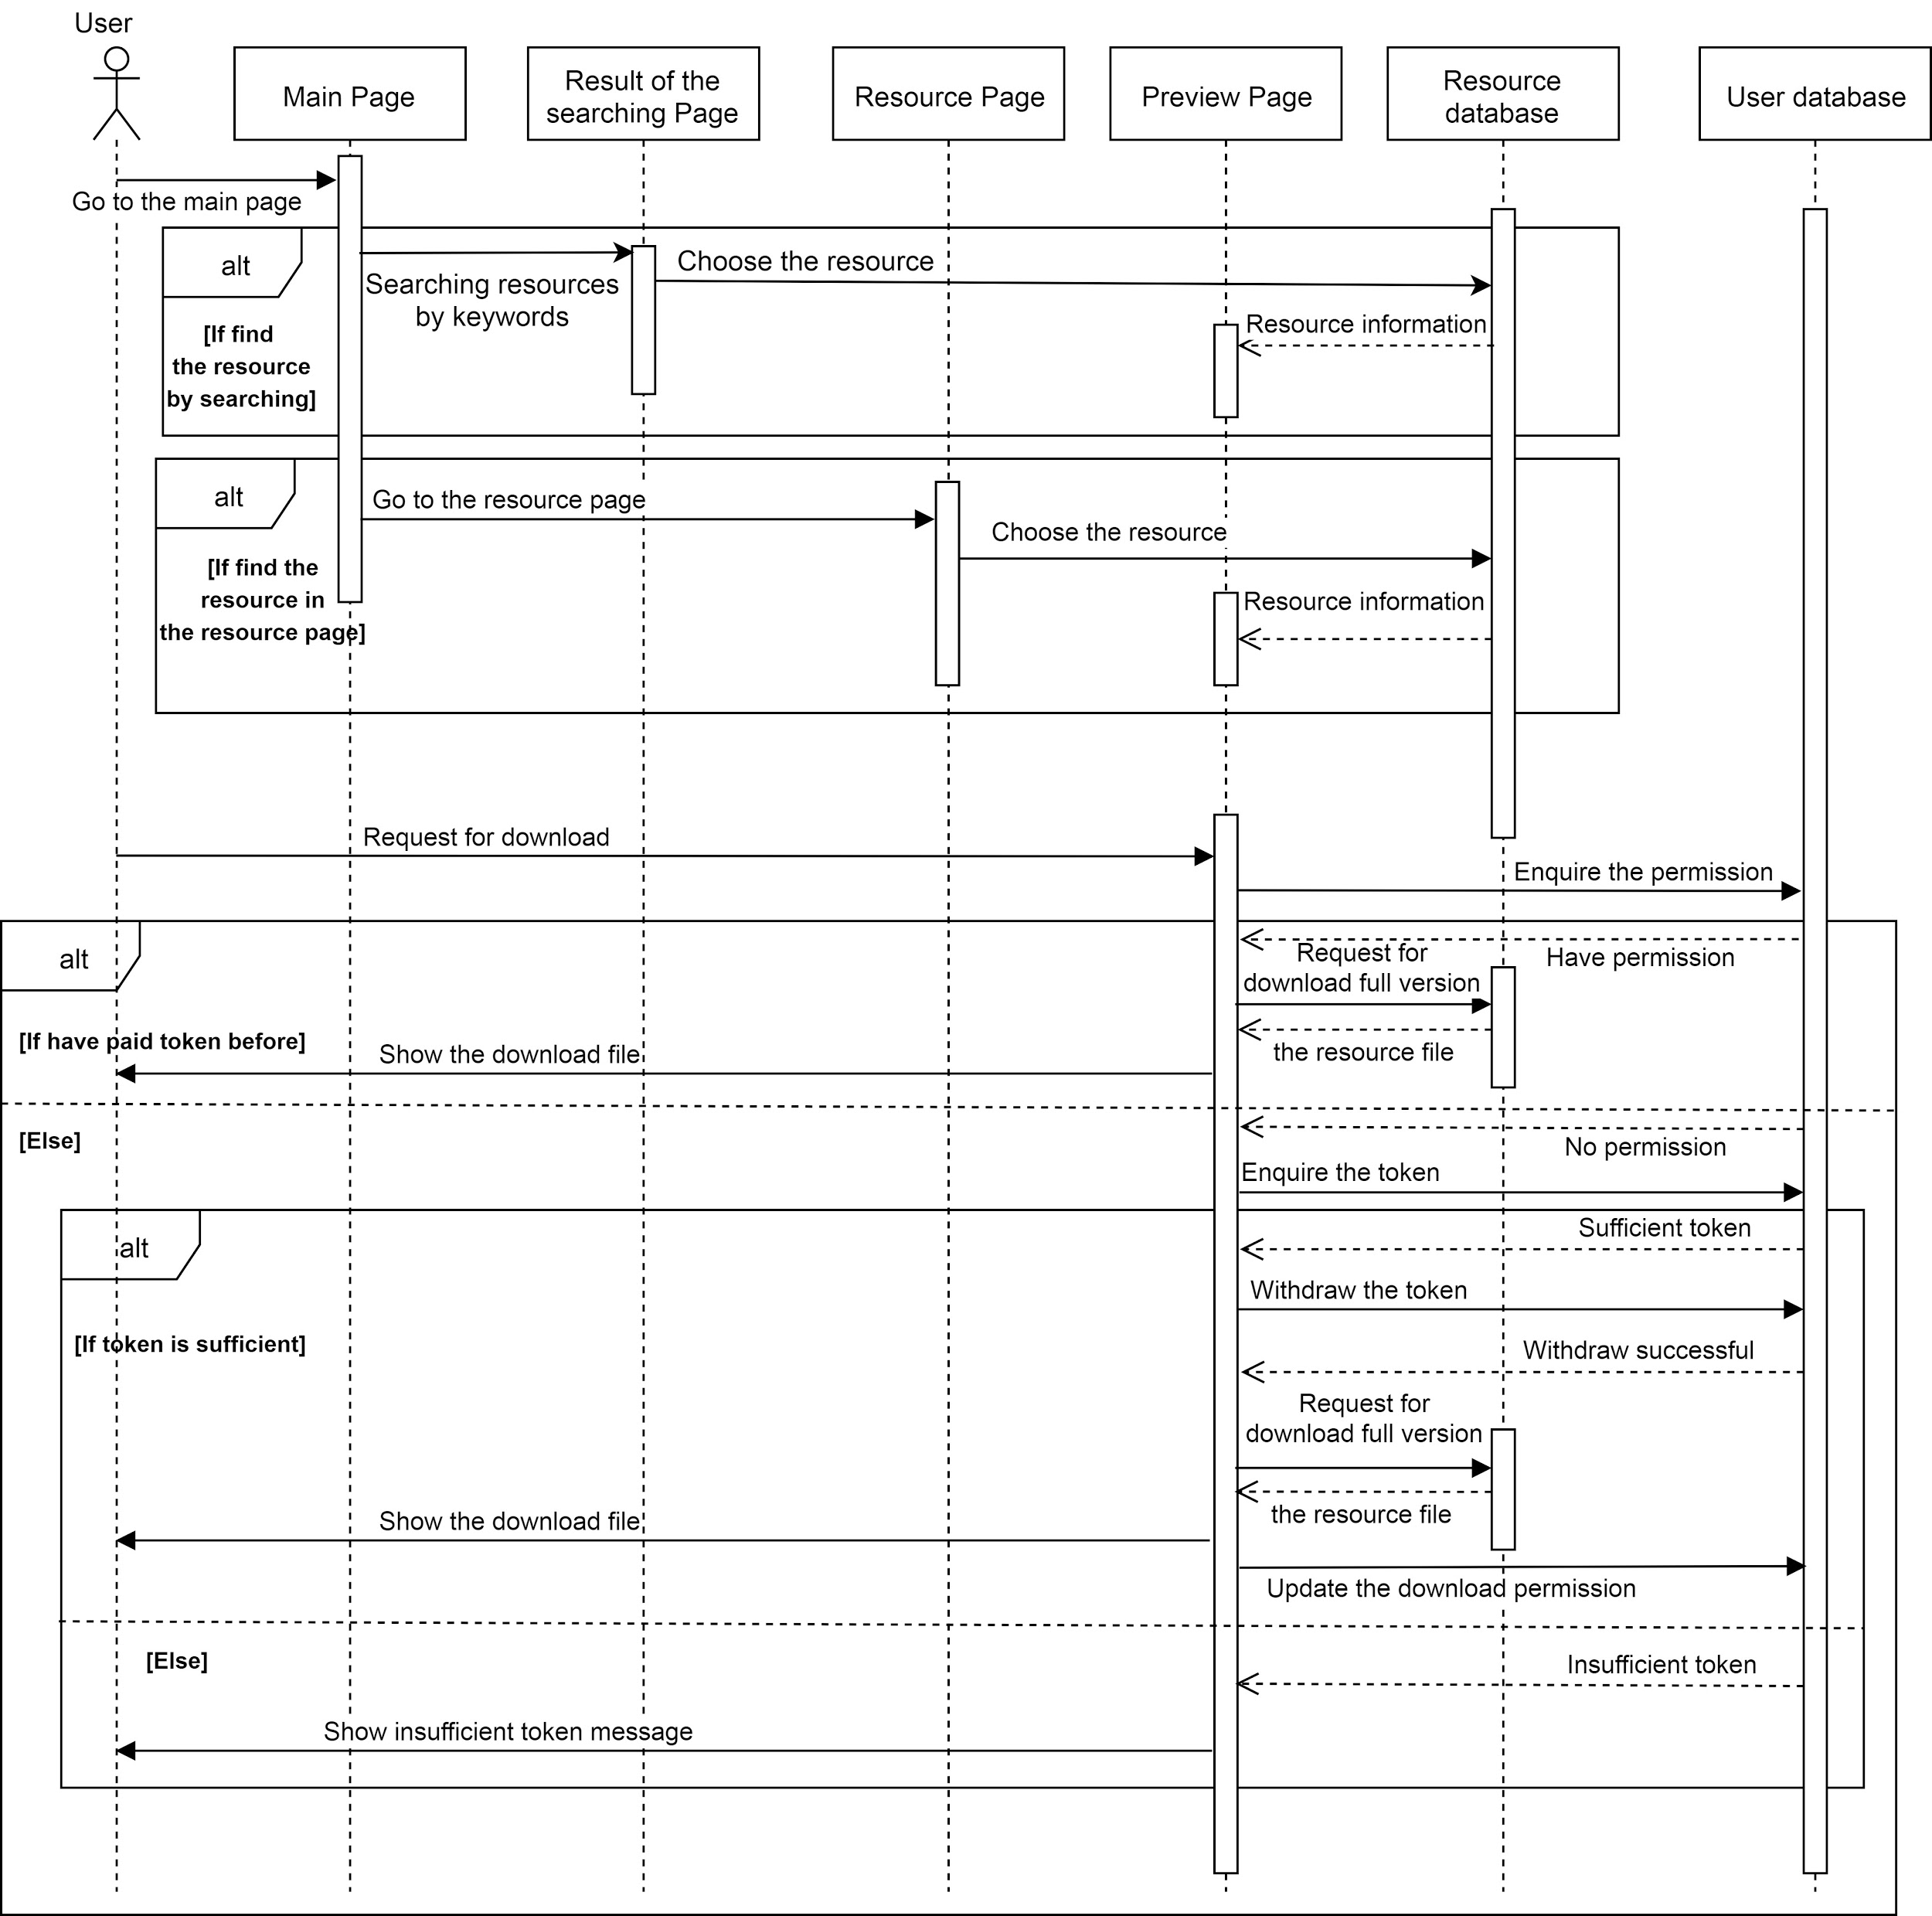 User
Main Page
Result of the
searching Page
Resource Page
Preview Page
Resource
database
User database
Go to the main page
alt
Choose the resource
Searching resources
by keywords
[If find
the resource
by searching]
Resource information
alt
Go to the resource page
Choose the resource
[If find the
resource in
the resource page]
Resource information
Request for download
Enquire the permission
alt
Have permission
Request for
download full version
[If have paid token before]
Show the download file
the resource file
[Else]
No permission
Enquire the token
alt
Sufficient token
Withdraw the token
[If token is sufficient]
Withdraw successful
Request for
download full version
the resource file
Show the download file
Update the download permission
[Else]
Insufficient token
Show insufficient token message